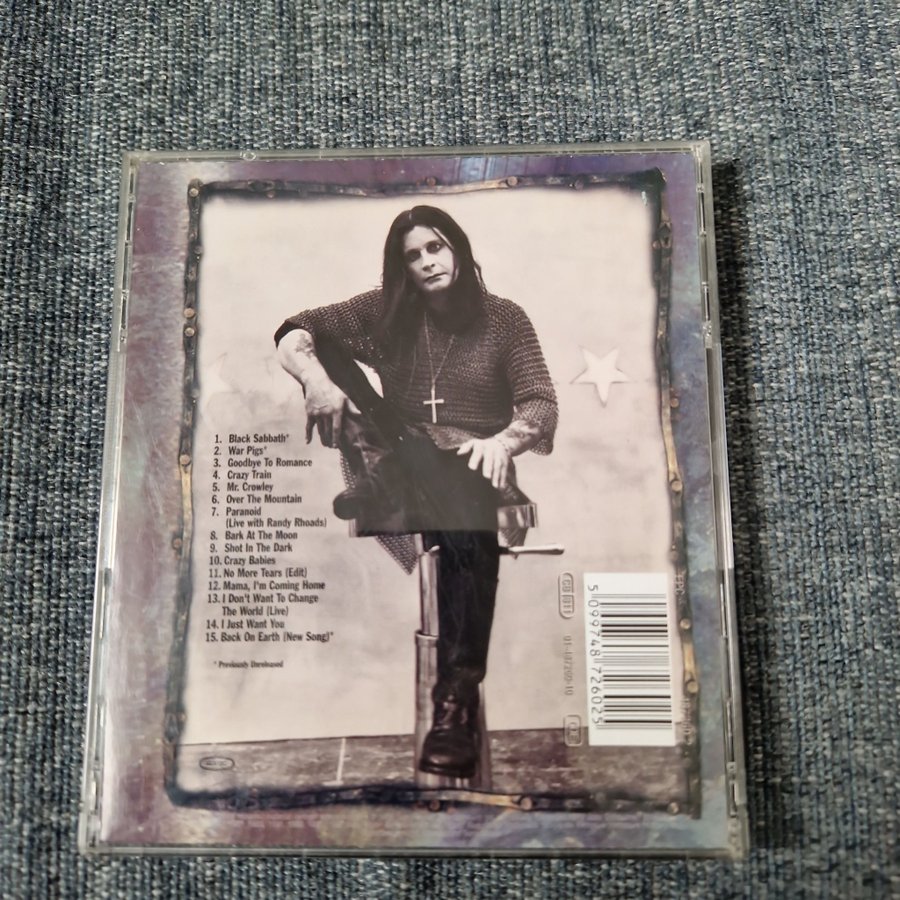 1. Black Sabbath*
2. War Pigs*
3. Goodbye To Romance
4. Crazy Train
5. Mr. Crowley
6. Over The Mountain
7. Paranoid
(Live with Randy Rhoads)
8. Bark At The Moon
9. Shot In The Dark
10. Crazy Babies
11. No More Tears (Edit)
12. Mama, I'm Coming Home
13. I Don't Want To Change
The World (Live)
14. I Just Want You
15. Back On Earth (New Song)*
* Previously Unreleased
5 099748 726025
01-487260-10